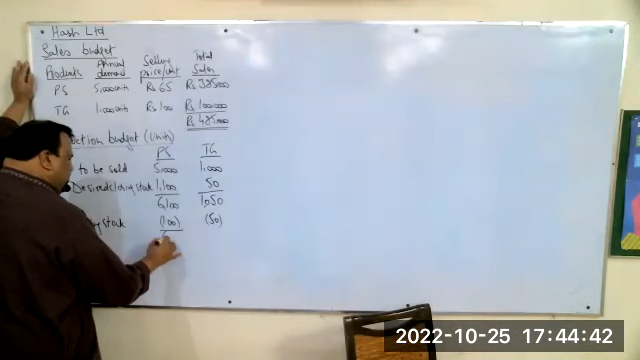 Hash Ltd
Sales budget
Products Annual demand Selling price/unit Total Sales
PS 5,000 units Rs 65 Rs 325,000
TG 1,000 units Rs 100 Rs 100,000
Rs 425,000
uction budget (Units)
PS TG
to be sold 5,000 1,000
Desired closing stock 1,100 50
6,100 1,050
stock (100) (50)
2022-10-25 17:44:42